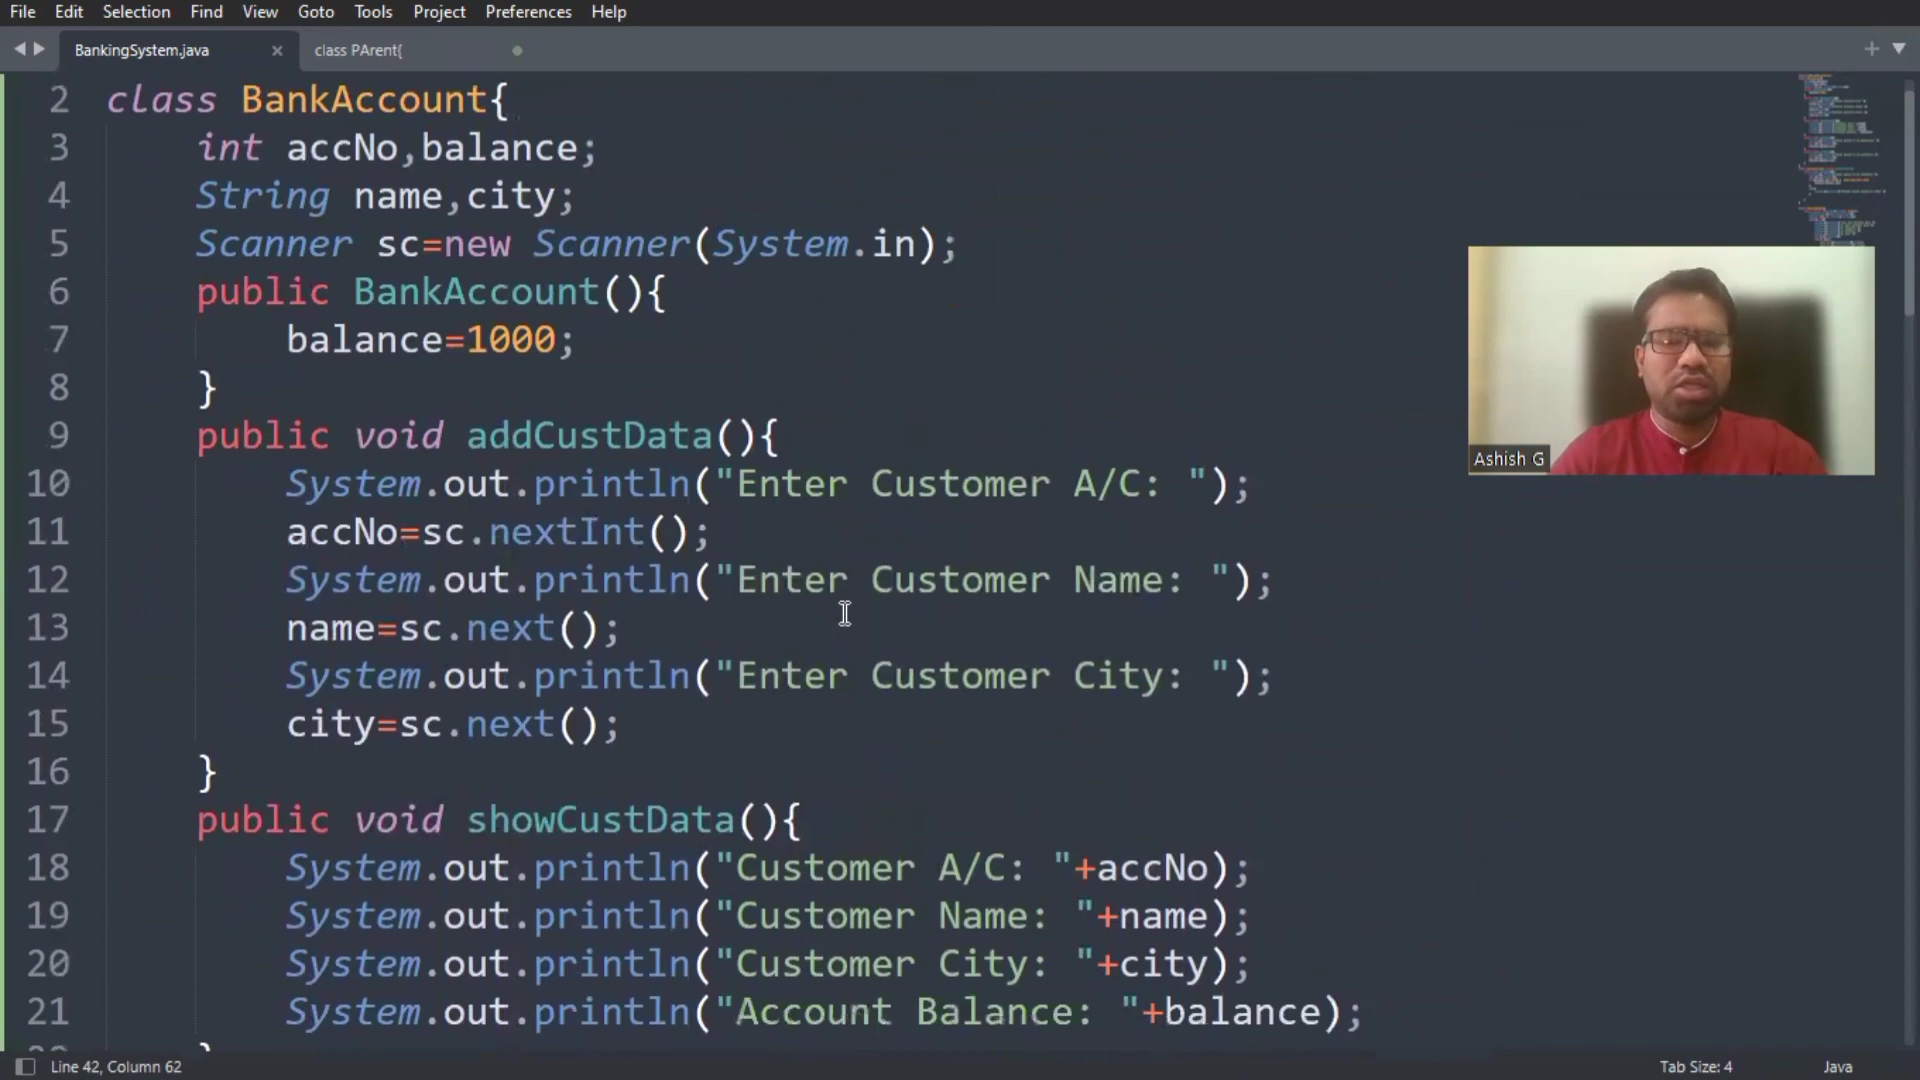 File Edit Selection Find View Goto Tools Project Preferences Help
BankingSystem.java × class PArent{
2 class BankAccount{
3 int accNo,balance;
4 String name,city;
5 Scanner sc=new Scanner(System.in);
6 public BankAccount(){
7 balance=1000;
8 }
9 public void addCustData(){
10 System.out.println("Enter Customer A/C: ");
11 accNo=sc.nextInt();
12 System.out.println("Enter Customer Name: ");
13 name=sc.next();
14 System.out.println("Enter Customer City: ");
15 city=sc.next();
16 }
17 public void showCustData(){
18 System.out.println("Customer A/C: "+accNo);
19 System.out.println("Customer Name: "+name);
20 System.out.println("Customer City: "+city);
21 System.out.println("Account Balance: "+balance);
Ashish G
Line 42, Column 62 Tab Size: 4 Java